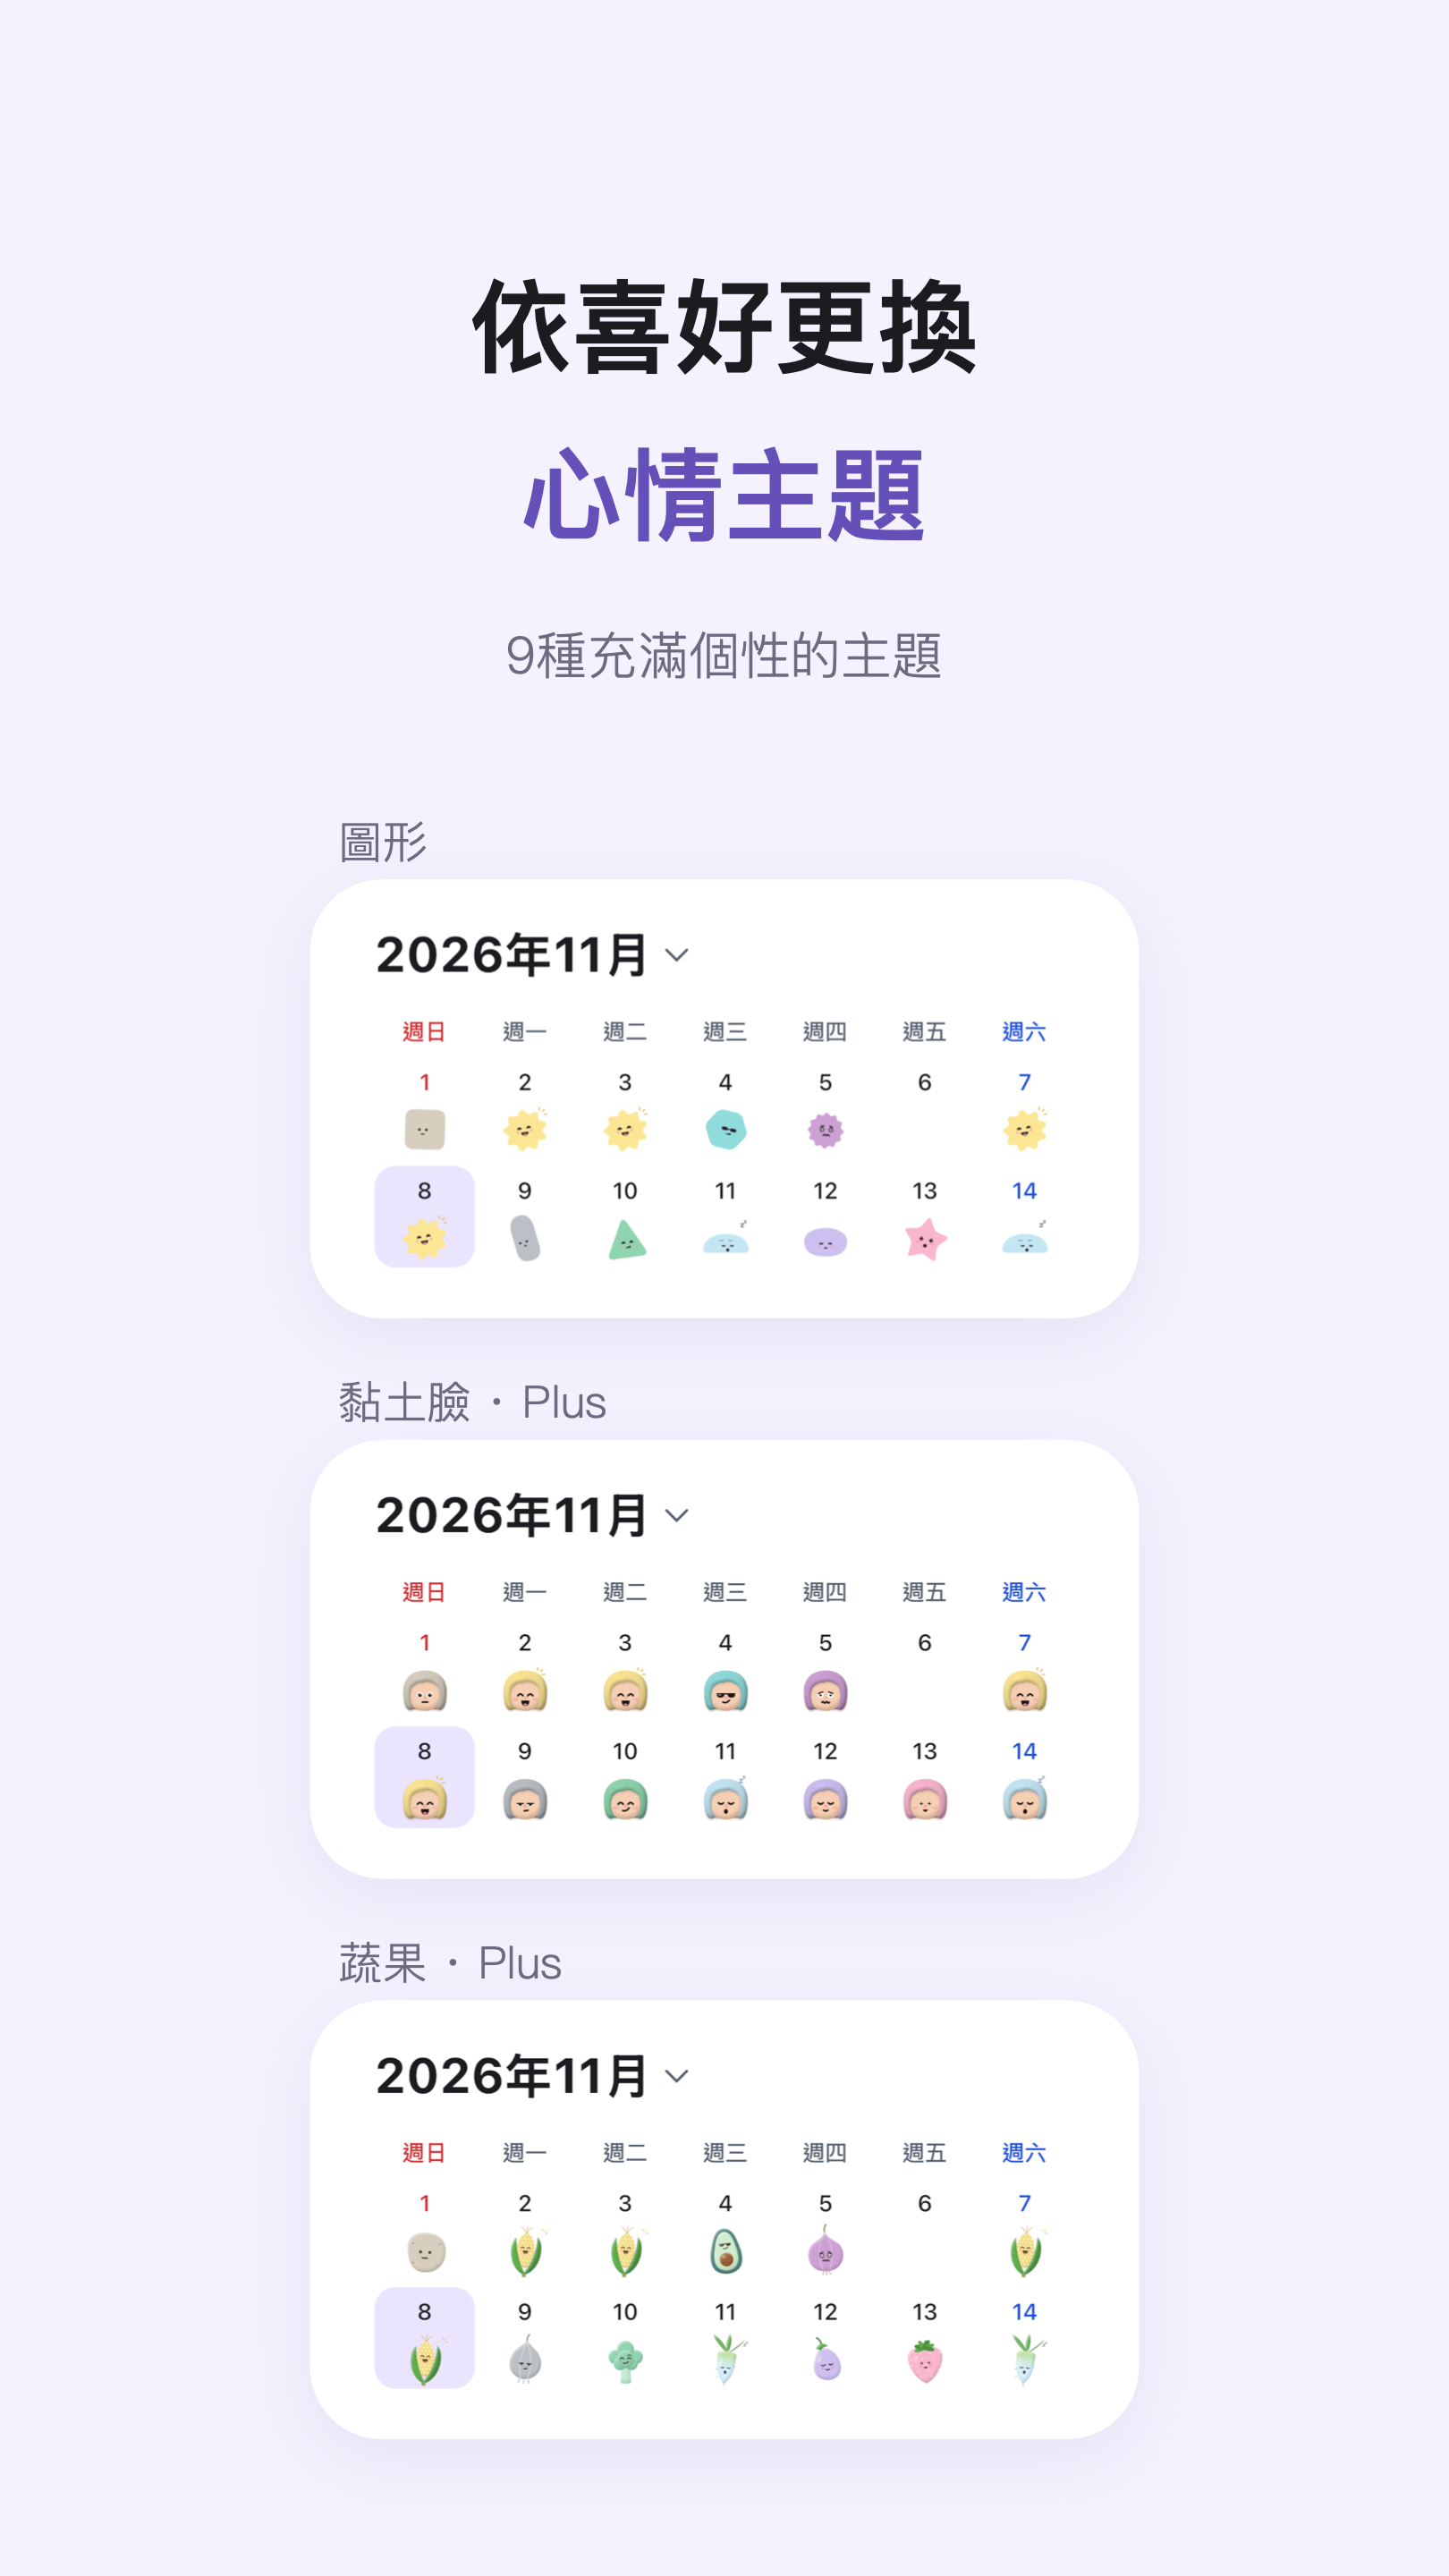 依喜好更換
心情主題
9種充滿個性的主題
圖形
2026年11月
週日 週一 週二 週三 週四 週五 週六
1 2 3 4 5 6 7
8 9 10 11 12 13 14
黏土臉 · Plus
2026年11月
週日 週一 週二 週三 週四 週五 週六
1 2 3 4 5 6 7
8 9 10 11 12 13 14
蔬果 · Plus
2026年11月
週日 週一 週二 週三 週四 週五 週六
1 2 3 4 5 6 7
8 9 10 11 12 13 14